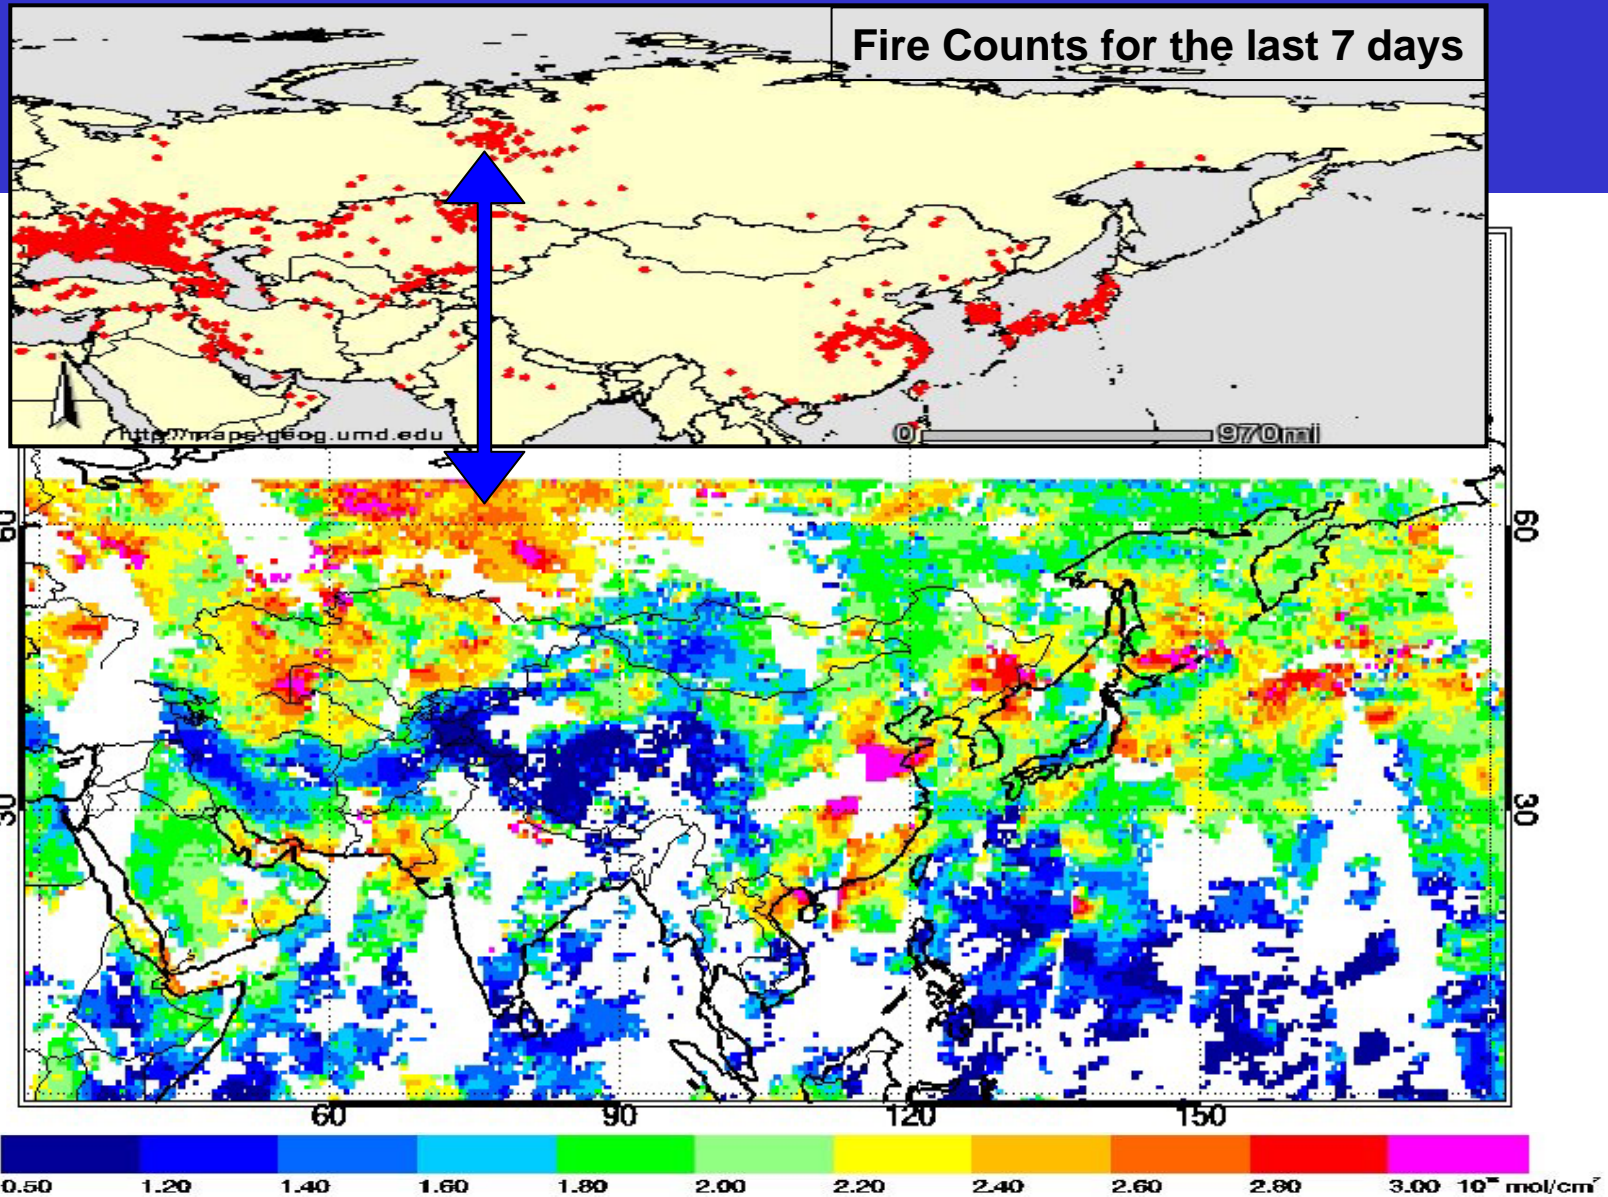 Fire Counts for the last 7 days
http://maps.geog.umd.edu
0 970mi
60 60
30 30
60 90 120 150
0.50 1.20 1.40 1.60 1.80 2.00 2.20 2.40 2.60 2.80 3.00 mol/cm²